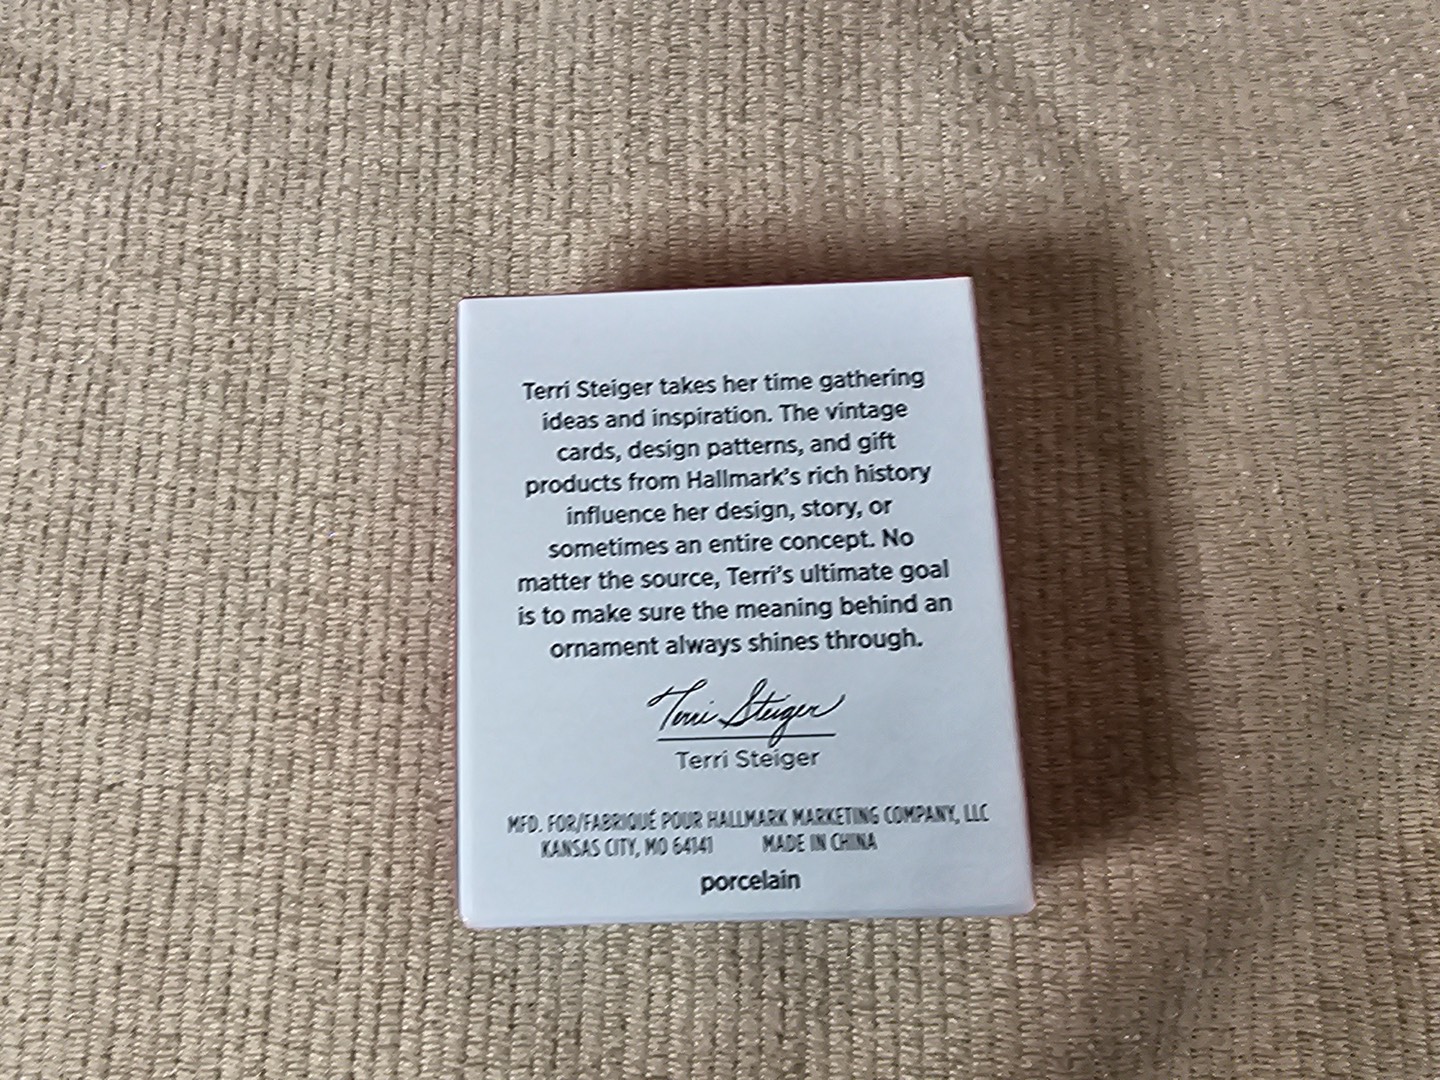 Terri Steiger takes her time gathering
ideas and inspiration. The vintage
cards, design patterns, and gift
products from Hallmark's rich history
influence her design, story, or
sometimes an entire concept. No
matter the source, Terri's ultimate goal
is to make sure the meaning behind an
ornament always shines through.
Terri Steiger
Terri Steiger
MFD. FOR/FABRIQUÉ POUR HALLMARK MARKETING COMPANY, LLC
KANSAS CITY, MO 64141 MADE IN CHINA
porcelain